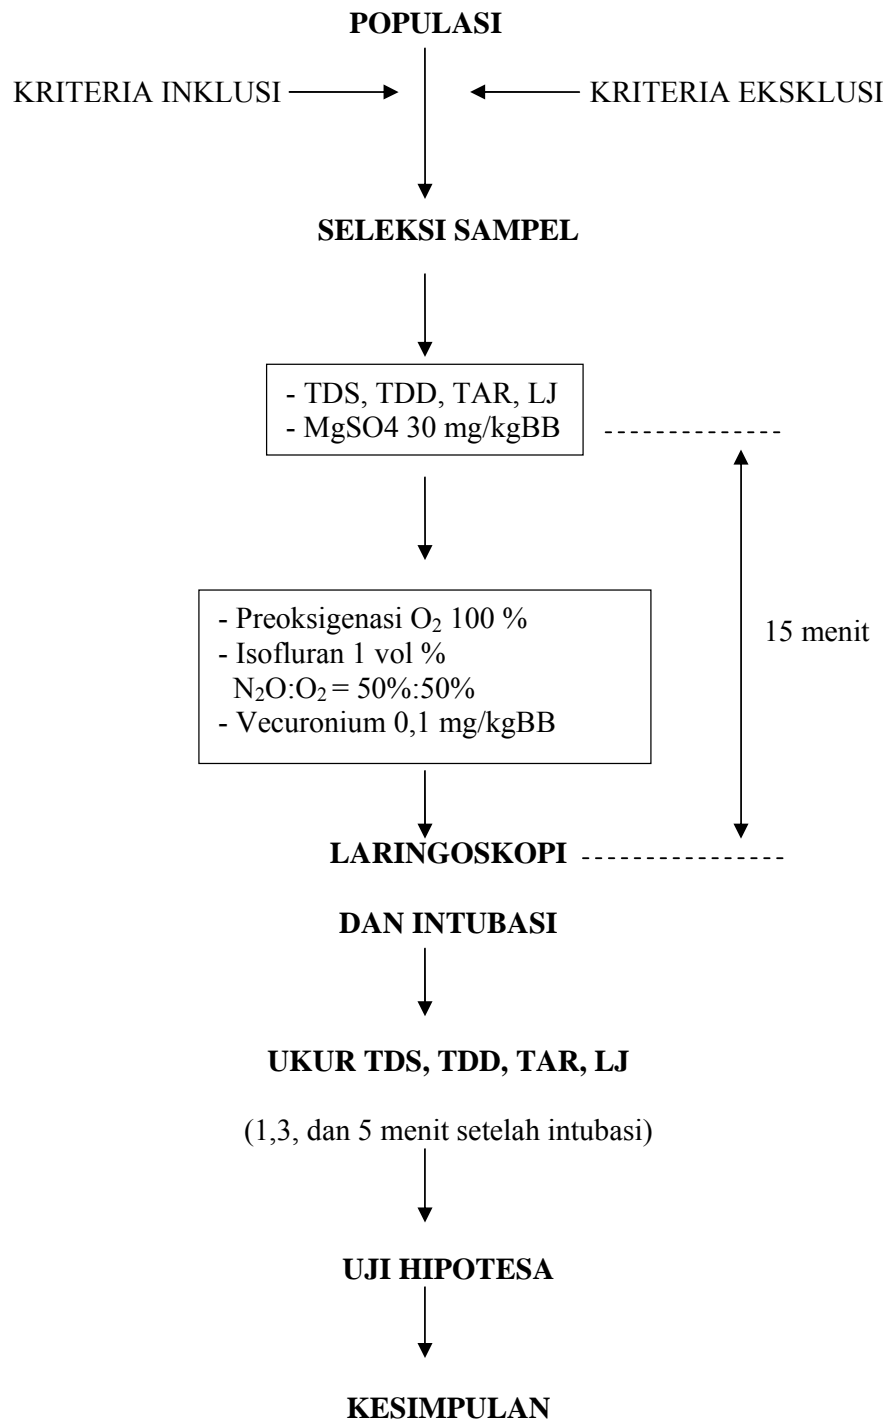 POPULASI
KRITERIA INKLUSI
KRITERIA EKSKLUSI
SELEKSI SAMPEL
- TDS, TDD, TAR, LJ
- MgSO4 30 mg/kgBB
- Preoksigenasi O₂ 100 %
- Isofluran 1 vol %
N₂O:O₂ = 50%:50%
- Vecuronium 0,1 mg/kgBB
15 menit
LARINGOSKOPI
DAN INTUBASI
UKUR TDS, TDD, TAR, LJ
(1,3, dan 5 menit setelah intubasi)
UJI HIPOTESA
KESIMPULAN